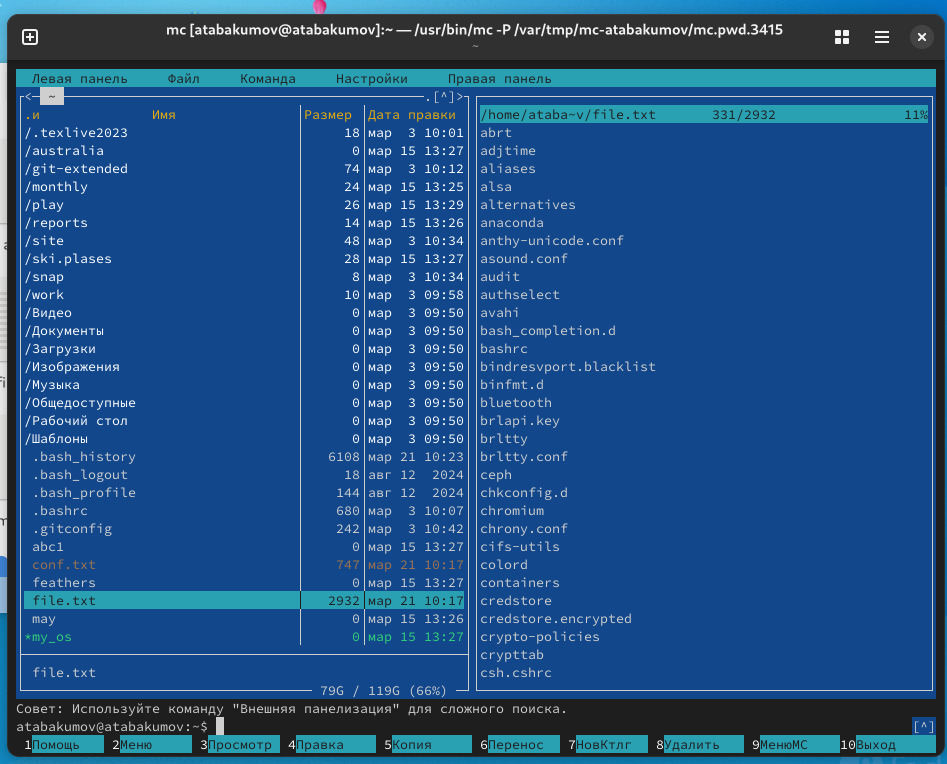 mc [atabakumov@atabakumov]:~ — /usr/bin/mc -P /var/tmp/mc-atabakumov/mc.pwd.3415
~
Левая панель Файл Команда Настройки Правая панель
<─ ~ .[^]>
.и Имя Размер Дата правки
/.texlive2023 18 мар 3 10:01
/australia 0 мар 15 13:27
/git-extended 74 мар 3 10:12
/monthly 24 мар 15 13:25
/play 26 мар 15 13:29
/reports 14 мар 15 13:26
/site 48 мар 3 10:34
/ski.plases 28 мар 15 13:27
/snap 8 мар 3 10:34
/work 10 мар 3 09:58
/Видео 0 мар 3 09:50
/Документы 0 мар 3 09:50
/Загрузки 0 мар 3 09:50
/Изображения 0 мар 3 09:50
/Музыка 0 мар 3 09:50
/Общедоступные 0 мар 3 09:50
/Рабочий стол 0 мар 3 09:50
/Шаблоны 0 мар 3 09:50
.bash_history 6108 мар 21 10:23
.bash_logout 18 авг 12 2024
.bash_profile 144 авг 12 2024
.bashrc 680 мар 3 10:07
.gitconfig 242 мар 3 10:42
abc1 0 мар 15 13:27
conf.txt 747 мар 21 10:17
feathers 0 мар 15 13:27
file.txt 2932 мар 21 10:17
may 0 мар 15 13:26
*my_os 0 мар 15 13:27
file.txt
79G / 119G (66%)
/home/ataba~v/file.txt 331/2932 11%
abrt
adjtime
aliases
alsa
alternatives
anaconda
anthy-unicode.conf
asound.conf
audit
authselect
avahi
bash_completion.d
bashrc
bindresvport.blacklist
binfmt.d
bluetooth
brlapi.key
brltty
brltty.conf
ceph
chkconfig.d
chromium
chrony.conf
cifs-utils
colord
containers
credstore
credstore.encrypted
crypto-policies
crypttab
csh.cshrc
Совет: Используйте команду "Внешняя панелизация" для сложного поиска.
atabakumov@atabakumov:~$ [^]
1Помощь 2Меню 3Просмотр 4Правка 5Копия 6Перенос 7НовКтлг 8Удалить 9МенюМС 10Выход